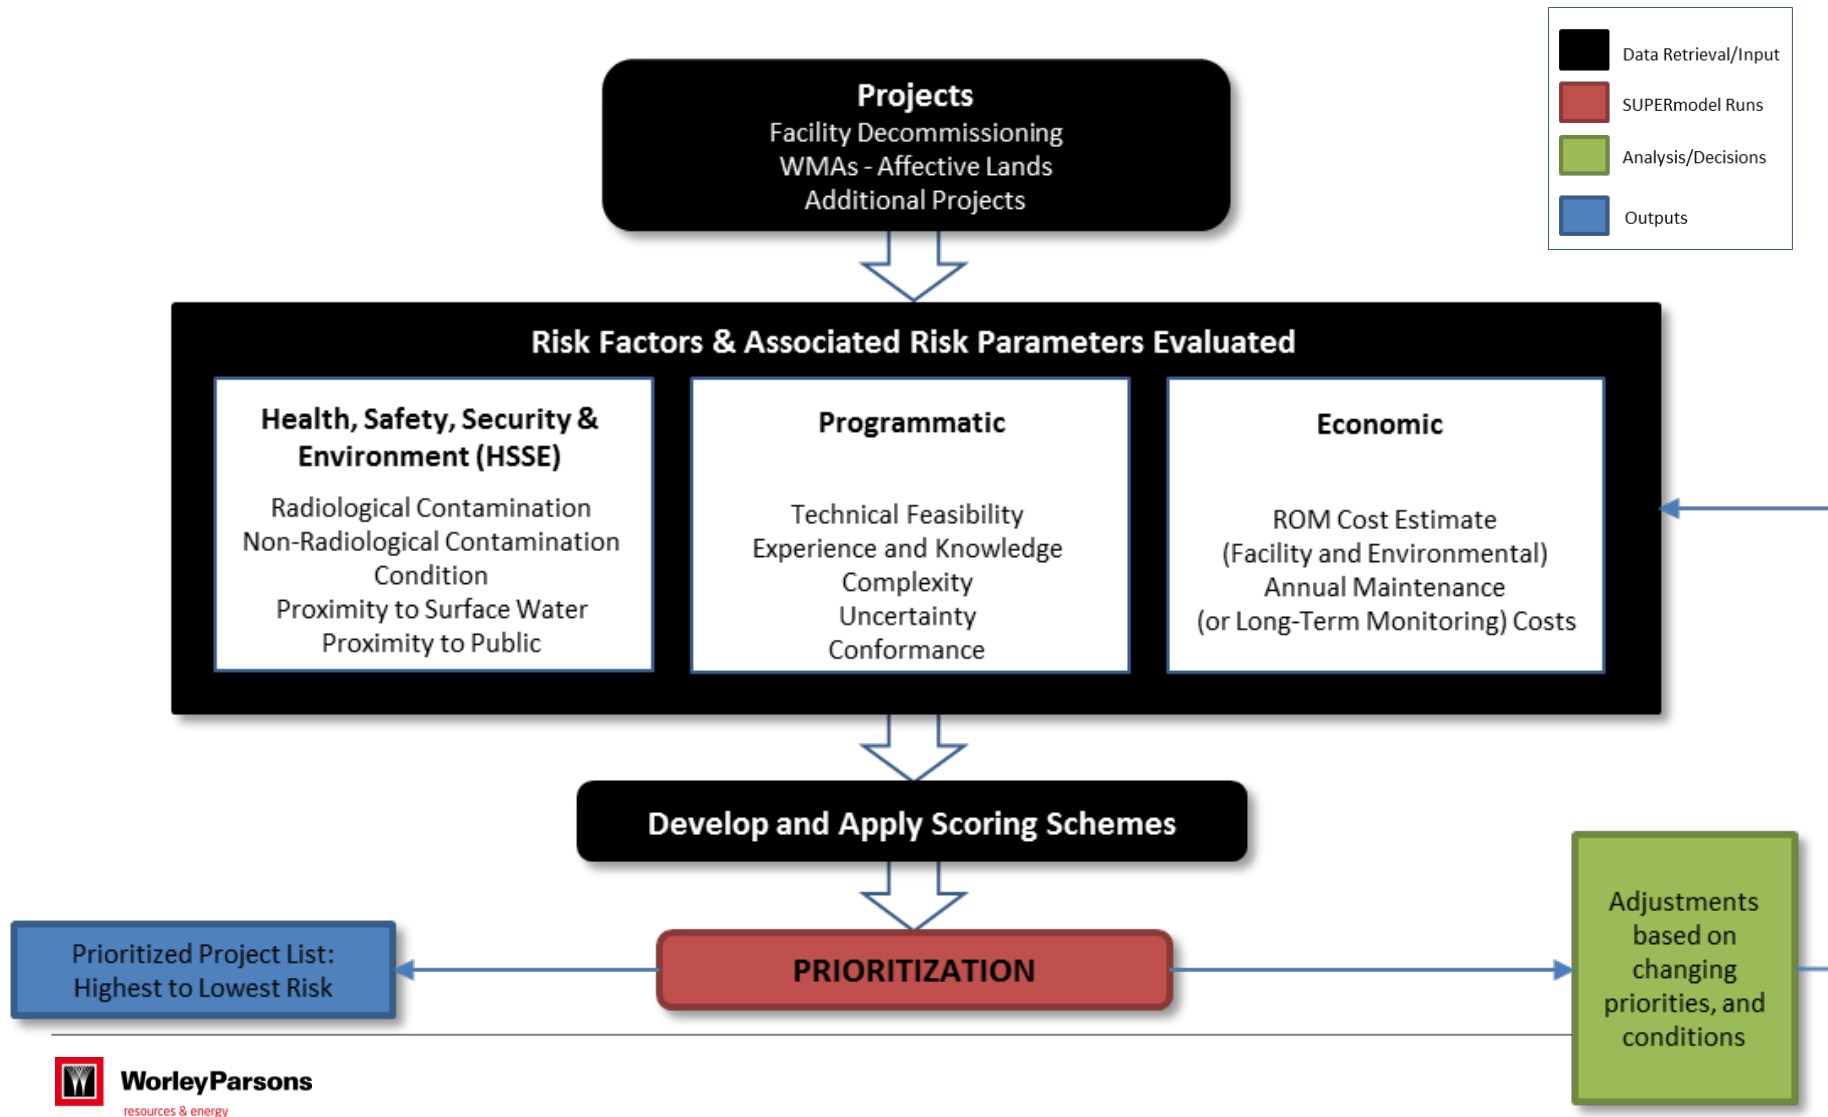 Data Retrieval/Input
SUPERmodel Runs
Analysis/Decisions
Outputs
Projects
Facility Decommissioning
WMAs - Affective Lands
Additional Projects
Risk Factors & Associated Risk Parameters Evaluated
Health, Safety, Security &
Environment (HSSE)
Radiological Contamination
Non-Radiological Contamination
Condition
Proximity to Surface Water
Proximity to Public
Programmatic
Technical Feasibility
Experience and Knowledge
Complexity
Uncertainty
Conformance
Economic
ROM Cost Estimate
(Facility and Environmental)
Annual Maintenance
(or Long-Term Monitoring) Costs
Develop and Apply Scoring Schemes
Prioritized Project List:
Highest to Lowest Risk
PRIORITIZATION
Adjustments
based on
changing
priorities, and
conditions
WorleyParsons
resources & energy